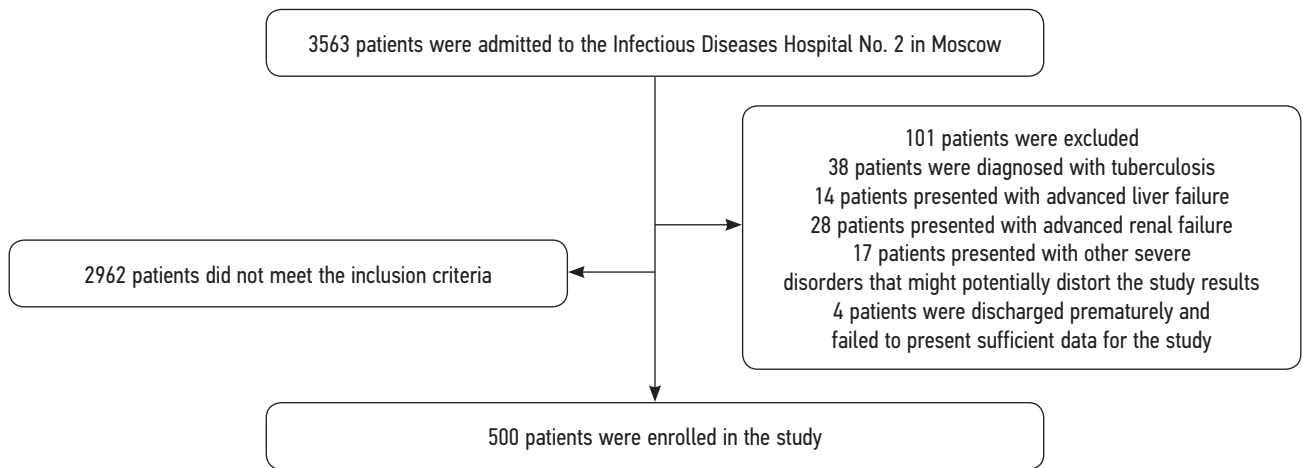 3563 patients were admitted to the Infectious Diseases Hospital No. 2 in Moscow
101 patients were excluded
38 patients were diagnosed with tuberculosis
14 patients presented with advanced liver failure
28 patients presented with advanced renal failure
17 patients presented with other severe
disorders that might potentially distort the study results
4 patients were discharged prematurely and
failed to present sufficient data for the study
2962 patients did not meet the inclusion criteria
500 patients were enrolled in the study